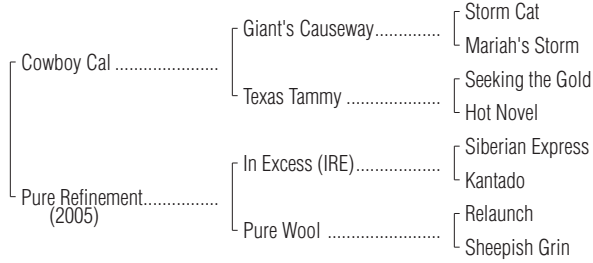 Storm Cat
Giant's Causeway..............
Mariah's Storm
Cowboy Cal ......................
Seeking the Gold
Texas Tammy ....................
Hot Novel
Siberian Express
In Excess (IRE)..................
Kantado
Pure Refinement................
(2005)
Relaunch
Pure Wool ........................
Sheepish Grin